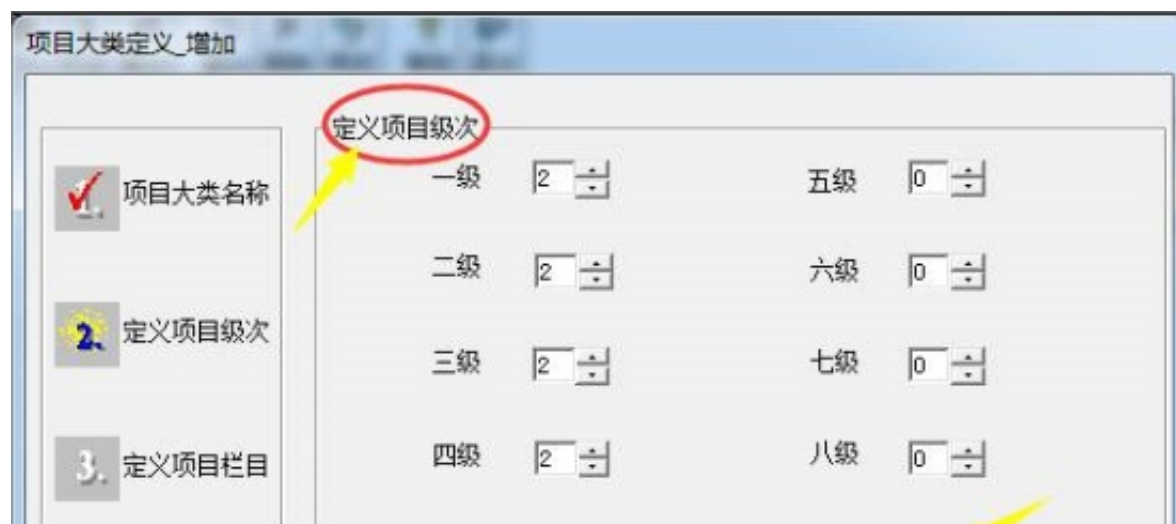 项目大类定义_增加
1. 项目大类名称
2. 定义项目级次
3. 定义项目栏目
定义项目级次
一级 2 五级 0
二级 2 六级 0
三级 2 七级 0
四级 2 八级 0